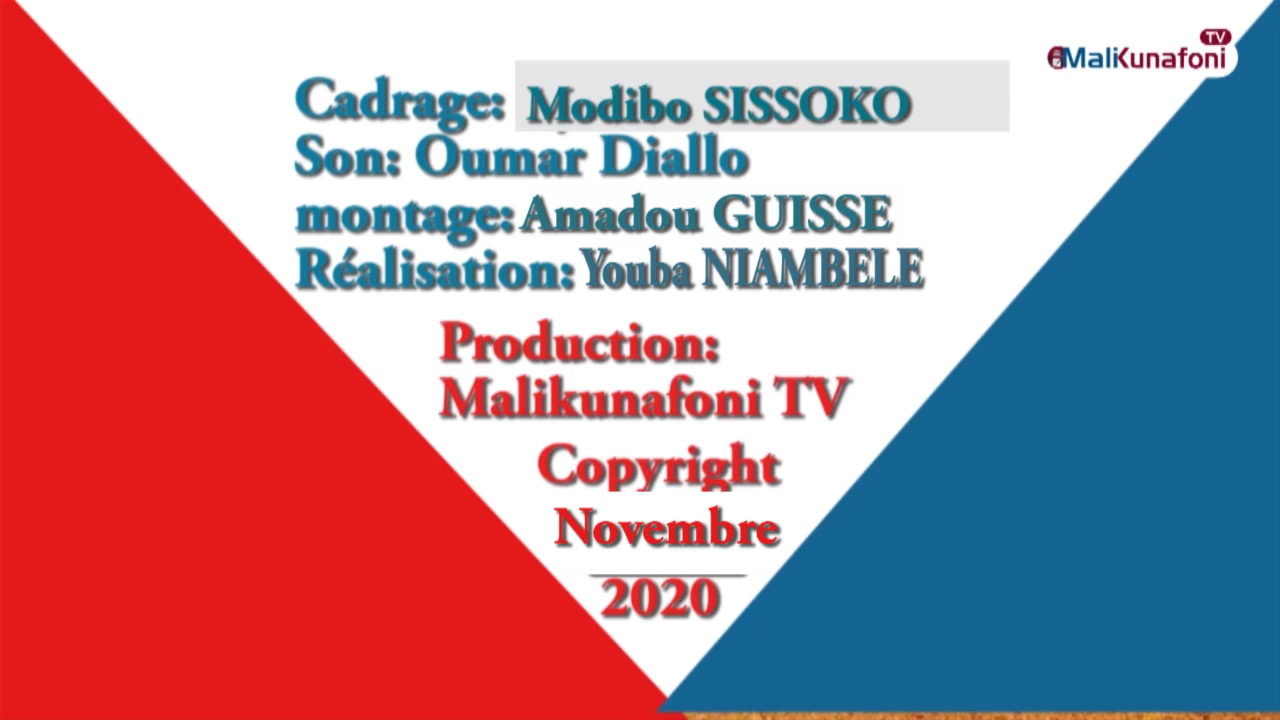 MaliKunafoni TV
Cadrage: Modibo SISSOKO
Son: Oumar Diallo
montage: Amadou GUISSE
Réalisation: Youba NIAMBELE
Production:
Malikunafoni TV
Copyright
Novembre
2020